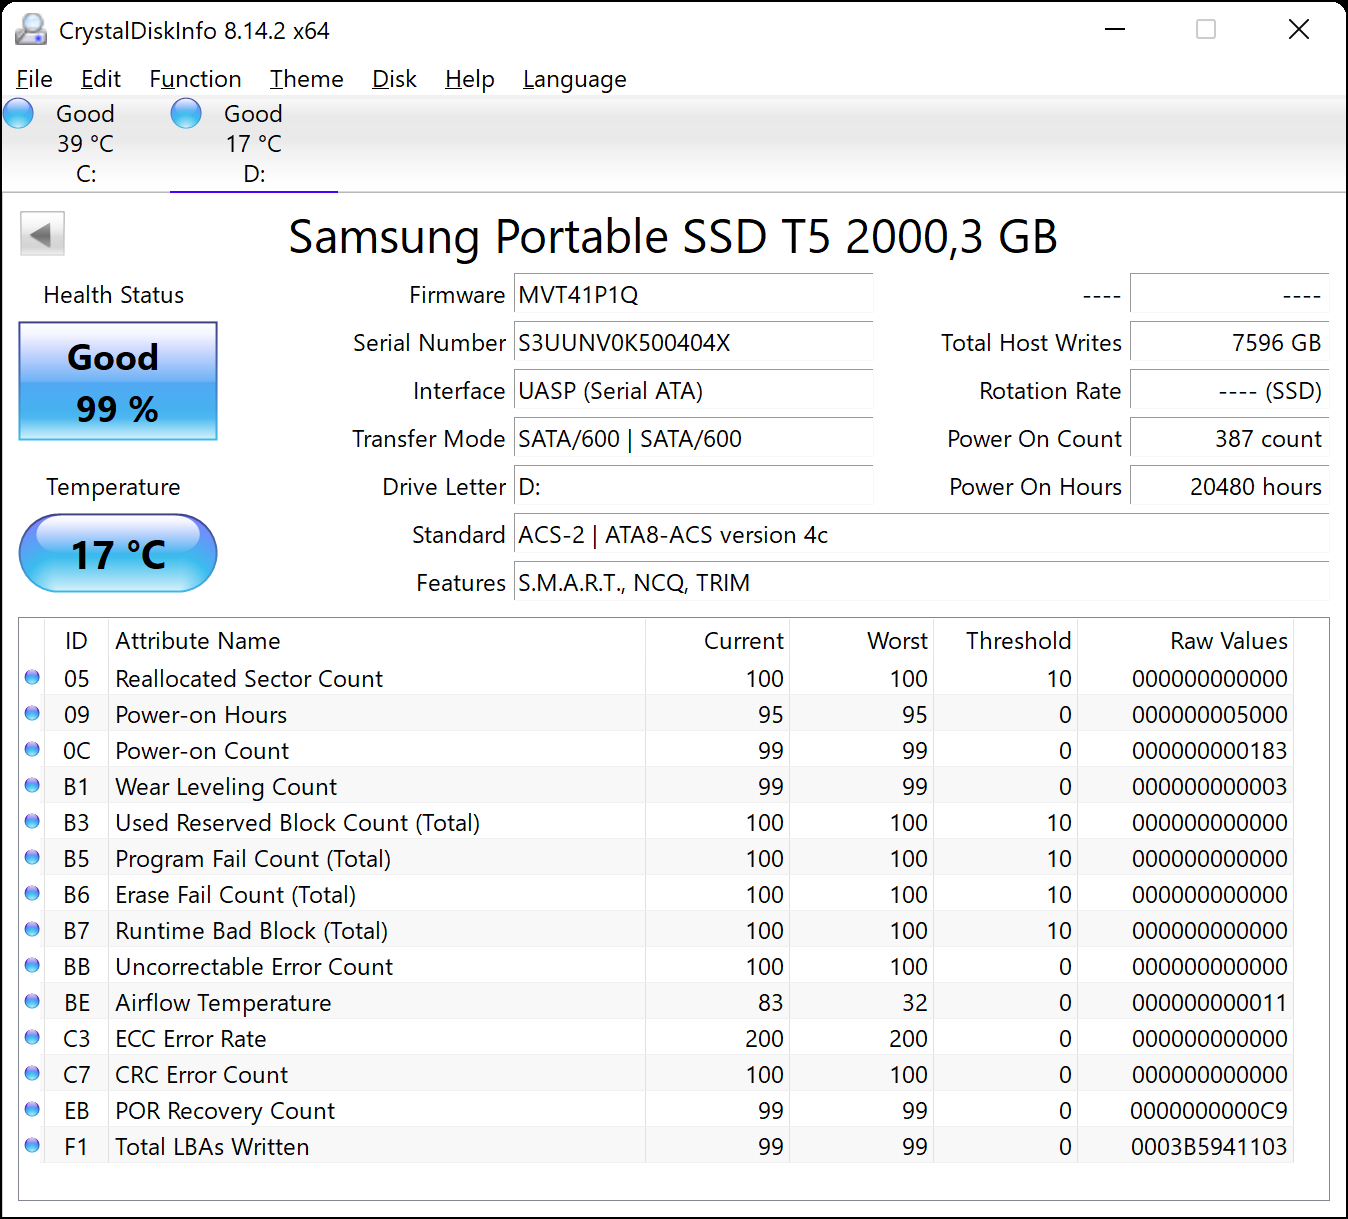 CrystalDiskInfo 8.14.2 x64
File Edit Function Theme Disk Help Language
Good Good
39 °C 17 °C
C: D:
Samsung Portable SSD T5 2000,3 GB
Health Status
Good
99 %
Temperature
17 °C
Firmware MVT41P1Q ---- ----
Serial Number S3UUNV0K500404X Total Host Writes 7596 GB
Interface UASP (Serial ATA) Rotation Rate ---- (SSD)
Transfer Mode SATA/600 | SATA/600 Power On Count 387 count
Drive Letter D: Power On Hours 20480 hours
Standard ACS-2 | ATA8-ACS version 4c
Features S.M.A.R.T., NCQ, TRIM
ID Attribute Name Current Worst Threshold Raw Values
05 Reallocated Sector Count 100 100 10 000000000000
09 Power-on Hours 95 95 0 000000005000
0C Power-on Count 99 99 0 000000000183
B1 Wear Leveling Count 99 99 0 000000000003
B3 Used Reserved Block Count (Total) 100 100 10 000000000000
B5 Program Fail Count (Total) 100 100 10 000000000000
B6 Erase Fail Count (Total) 100 100 10 000000000000
B7 Runtime Bad Block (Total) 100 100 10 000000000000
BB Uncorrectable Error Count 100 100 0 000000000000
BE Airflow Temperature 83 32 0 000000000011
C3 ECC Error Rate 200 200 0 000000000000
C7 CRC Error Count 100 100 0 000000000000
EB POR Recovery Count 99 99 0 0000000000C9
F1 Total LBAs Written 99 99 0 0003B5941103